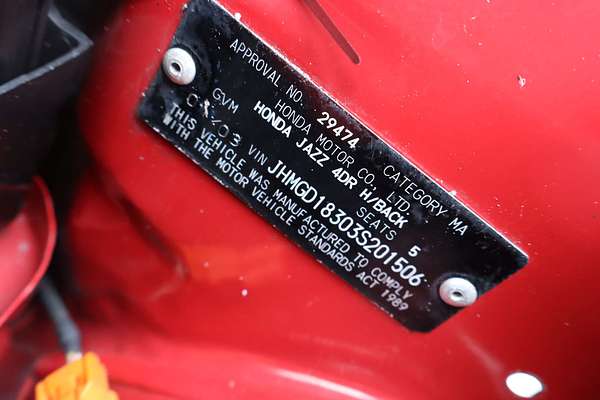 APPROVAL NO. 29474 CATEGORY MA
HONDA MOTOR CO., LTD
HONDA JAZZ 4DR H/BACK
GVM SEATS 5
VIN JHMGD18303S201506
THIS VEHICLE WAS MANUFACTURED TO COMPLY
WITH THE MOTOR VEHICLE STANDARDS ACT 1989